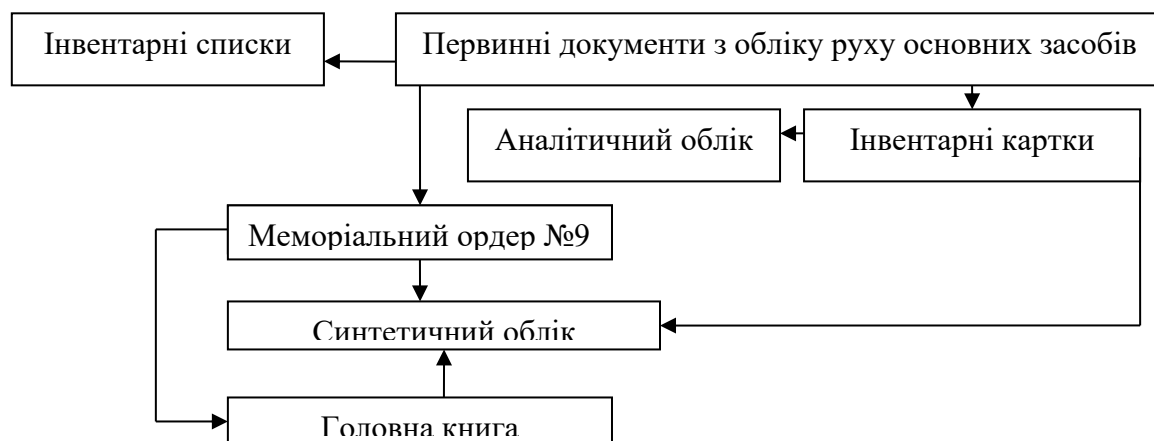 Інвентарні списки
Первинні документи з обліку руху основних засобів
Аналітичний облік
Інвентарні картки
Меморіальний ордер №9
Синтетичний облік
Головна книга